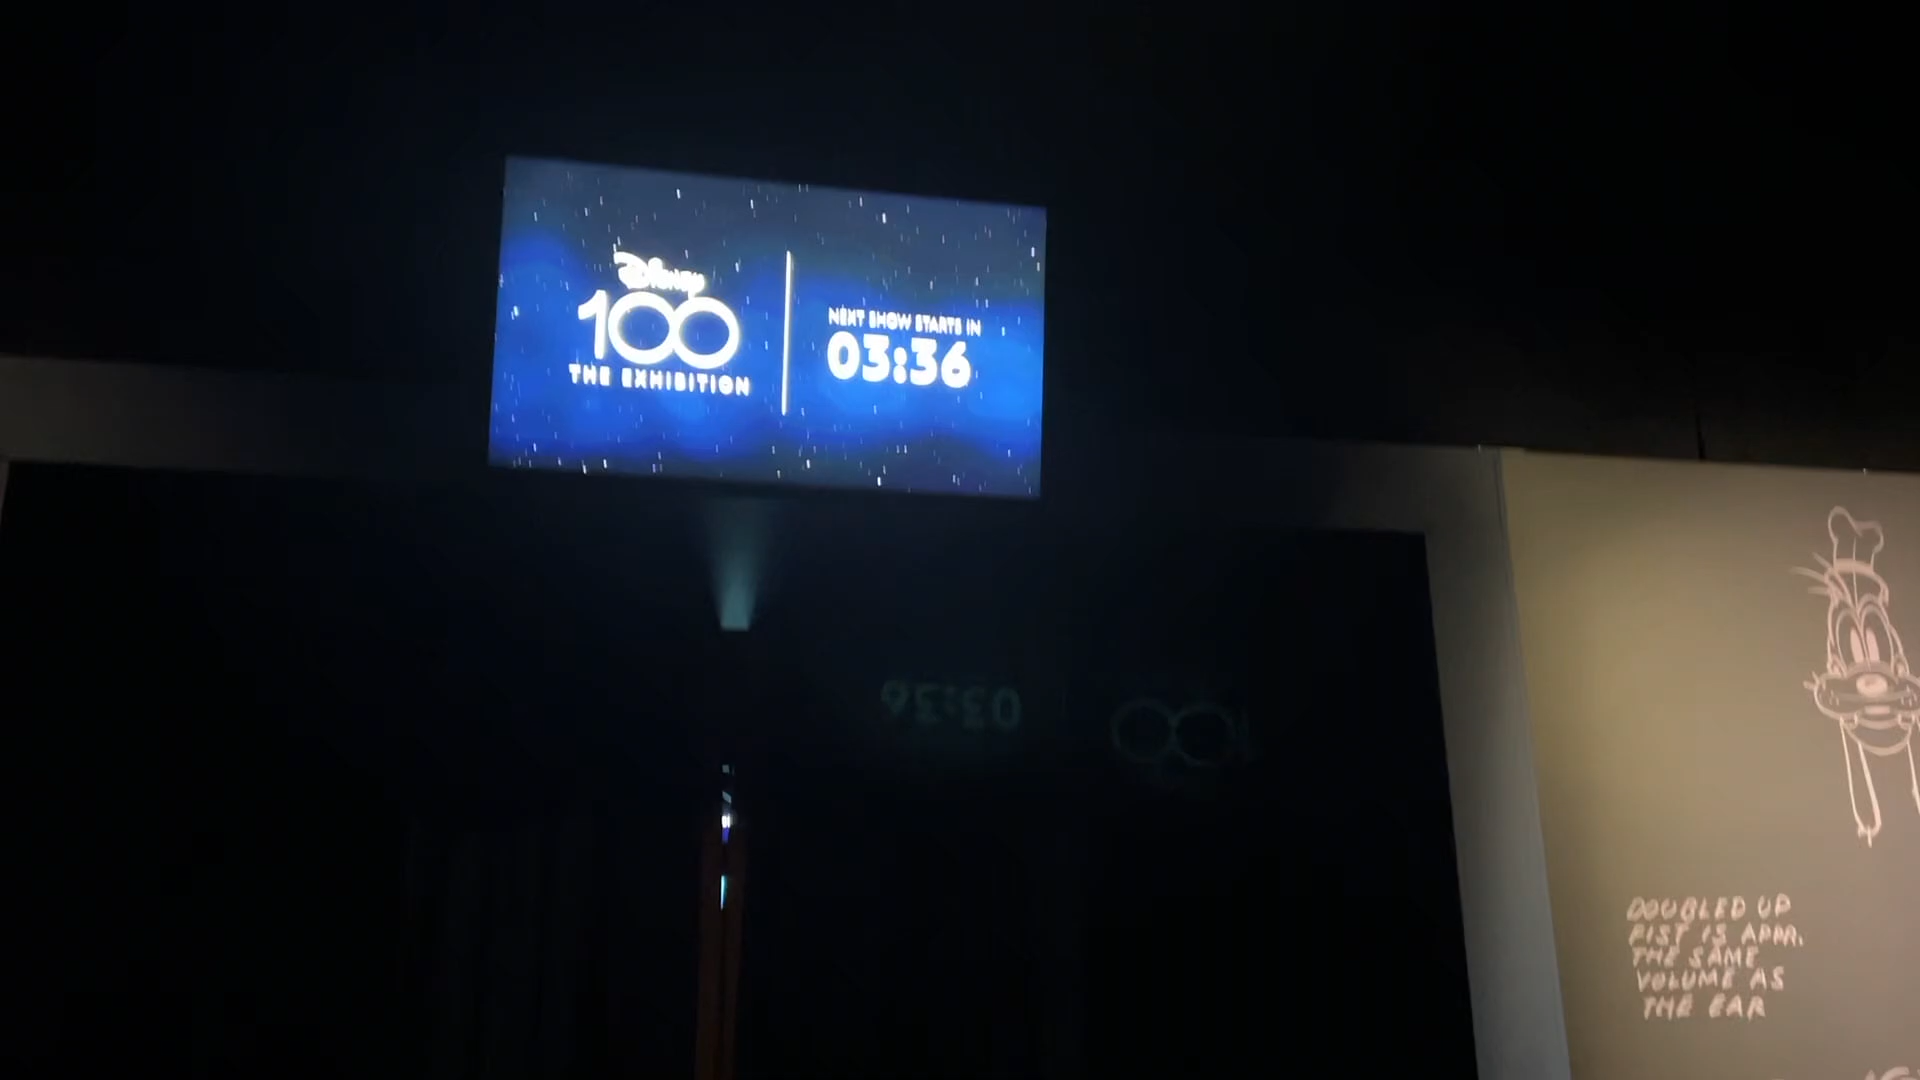 Disney
100
THE EXHIBITION
NEXT SHOW STARTS IN
03:36
DOUBLED UP
FIST IS APPR.
THE SAME
VOLUME AS
THE EAR